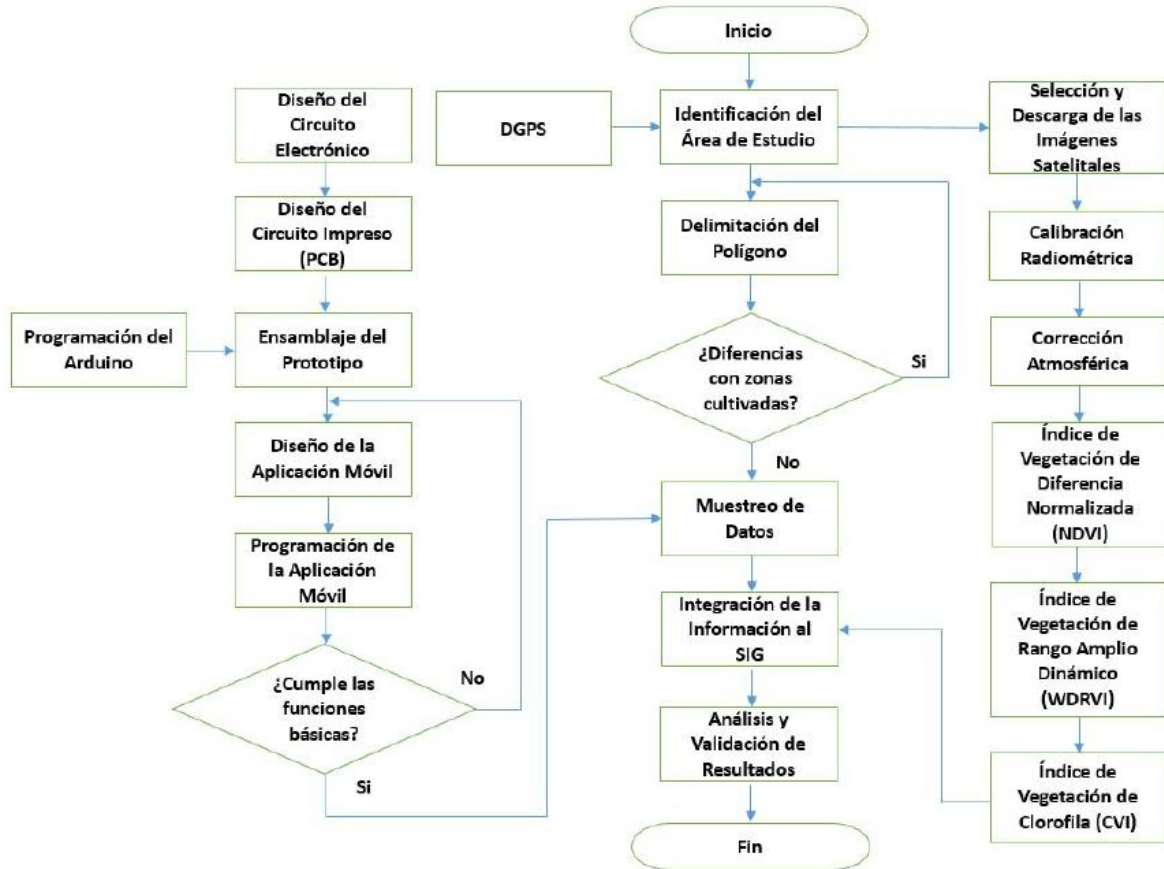 Inicio
Diseño del
Circuito
Electrónico
DGPS
Identificación del
Área de Estudio
Selección y
Descarga de las
Imágenes
Satelitales
Diseño del
Circuito Impreso
(PCB)
Delimitación del
Polígono
Calibración
Radiométrica
Programación del
Arduino
Ensamblaje del
Prototipo
¿Diferencias
con zonas
cultivadas?
Si
No
Corrección
Atmosférica
Diseño de la
Aplicación Móvil
Índice de
Vegetación de
Diferencia
Normalizada
(NDVI)
Muestreo de
Datos
Programación de
la Aplicación
Móvil
Integración de la
Información al
SIG
Índice de
Vegetación de
Rango Amplio
Dinámico
(WDRVI)
¿Cumple las
funciones
básicas?
No
Si
Análisis y
Validación de
Resultados
Índice de
Vegetación de
Clorofila (CVI)
Fin